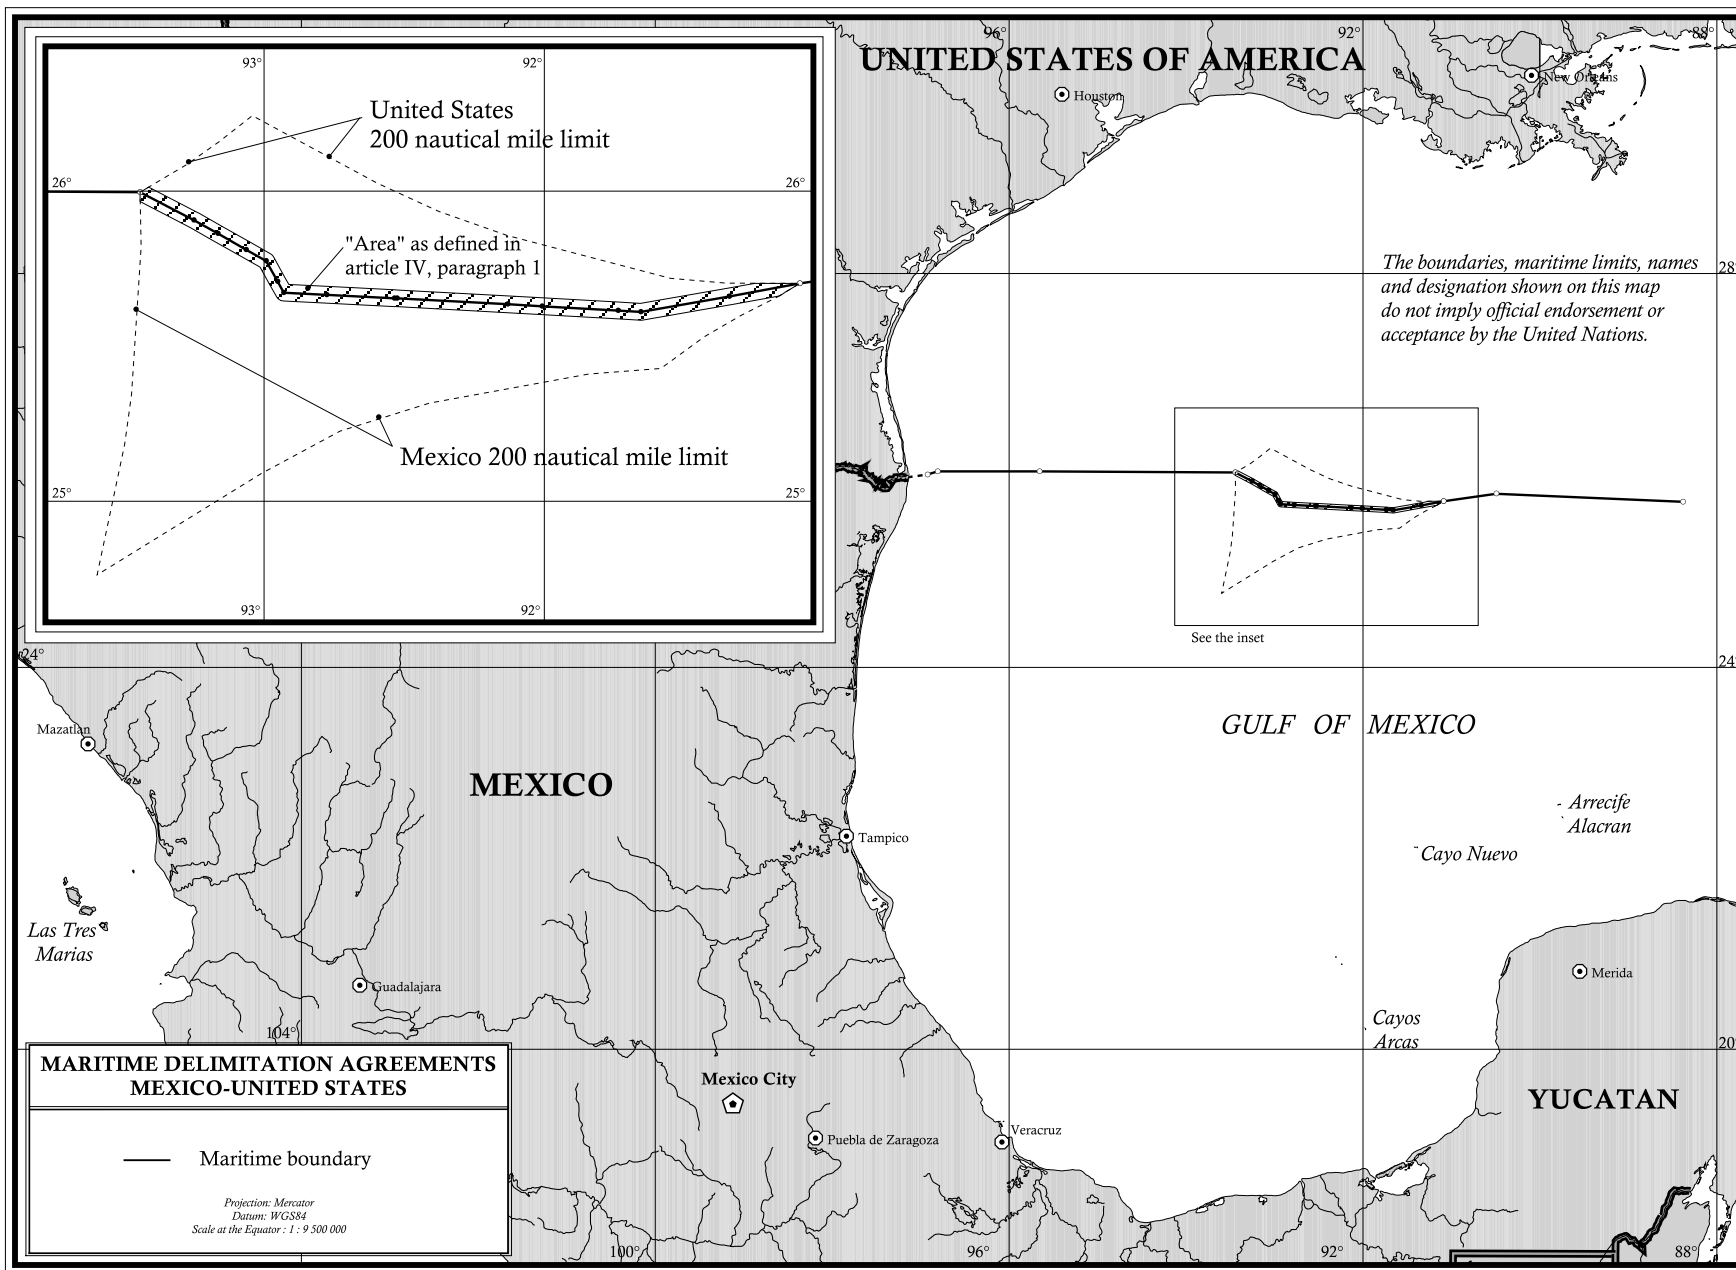 93°
92°
United States
200 nautical mile limit
26°
26°
"Area" as defined in
article IV, paragraph 1
Mexico 200 nautical mile limit
25°
25°
93°
92°
96°
92°
88°
UNITED STATES OF AMERICA
Houston
New Orleans
The boundaries, maritime limits, names
and designation shown on this map
do not imply official endorsement or
acceptance by the United Nations.
28°
See the inset
24°
24°
Mazatlan
GULF OF MEXICO
MEXICO
Arrecife
Alacran
Tampico
Cayo Nuevo
Las Tres
Marias
Guadalajara
Merida
Cayos
Arcas
104°
20°
MARITIME DELIMITATION AGREEMENTS
MEXICO-UNITED STATES
Mexico City
YUCATAN
Veracruz
Puebla de Zaragoza
Maritime boundary
Projection: Mercator
Datum: WGS84
Scale at the Equator : 1 : 9 500 000
100°
96°
92°
88°